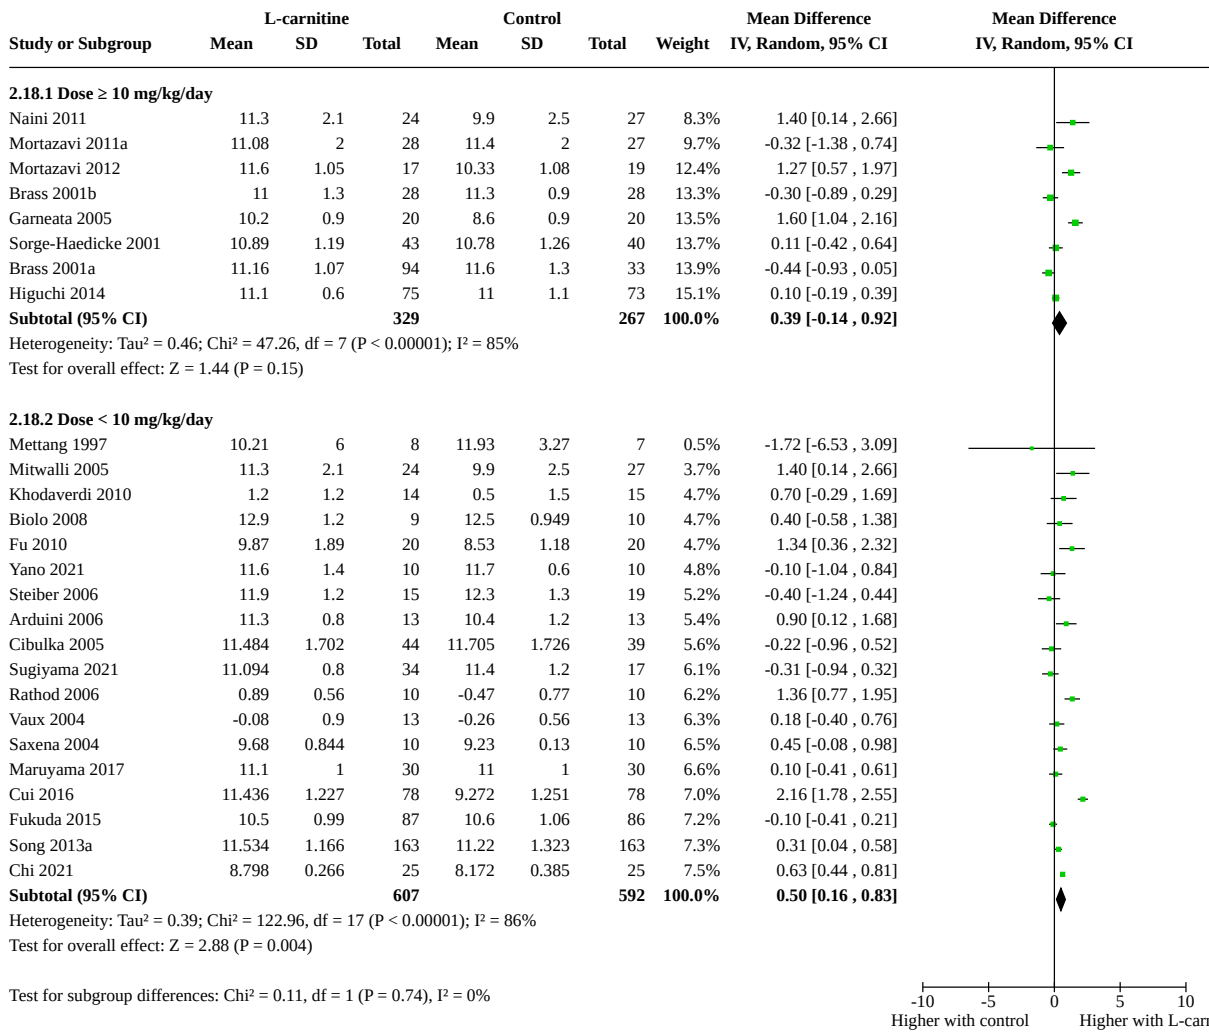 L-carnitine Control Mean Difference Mean Difference
Study or Subgroup Mean SD Total Mean SD Total Weight IV, Random, 95% CI IV, Random, 95% CI
2.18.1 Dose ≥ 10 mg/kg/day
Naini 2011 11.3 2.1 24 9.9 2.5 27 8.3% 1.40 [0.14 , 2.66]
Mortazavi 2011a 11.08 2 28 11.4 2 27 9.7% -0.32 [-1.38 , 0.74]
Mortazavi 2012 11.6 1.05 17 10.33 1.08 19 12.4% 1.27 [0.57 , 1.97]
Brass 2001b 11 1.3 28 11.3 0.9 28 13.3% -0.30 [-0.89 , 0.29]
Garneata 2005 10.2 0.9 20 8.6 0.9 20 13.5% 1.60 [1.04 , 2.16]
Sorge-Haedicke 2001 10.89 1.19 43 10.78 1.26 40 13.7% 0.11 [-0.42 , 0.64]
Brass 2001a 11.16 1.07 94 11.6 1.3 33 13.9% -0.44 [-0.93 , 0.05]
Higuchi 2014 11.1 0.6 75 11 1.1 73 15.1% 0.10 [-0.19 , 0.39]
Subtotal (95% CI) 329 267 100.0% 0.39 [-0.14 , 0.92]
Heterogeneity: Tau² = 0.46; Chi² = 47.26, df = 7 (P < 0.00001); I² = 85%
Test for overall effect: Z = 1.44 (P = 0.15)
2.18.2 Dose < 10 mg/kg/day
Mettang 1997 10.21 6 8 11.93 3.27 7 0.5% -1.72 [-6.53 , 3.09]
Mitwalli 2005 11.3 2.1 24 9.9 2.5 27 3.7% 1.40 [0.14 , 2.66]
Khodaverdi 2010 1.2 1.2 14 0.5 1.5 15 4.7% 0.70 [-0.29 , 1.69]
Biolo 2008 12.9 1.2 9 12.5 0.949 10 4.7% 0.40 [-0.58 , 1.38]
Fu 2010 9.87 1.89 20 8.53 1.18 20 4.7% 1.34 [0.36 , 2.32]
Yano 2021 11.6 1.4 10 11.7 0.6 10 4.8% -0.10 [-1.04 , 0.84]
Steiber 2006 11.9 1.2 15 12.3 1.3 19 5.2% -0.40 [-1.24 , 0.44]
Arduini 2006 11.3 0.8 13 10.4 1.2 13 5.4% 0.90 [0.12 , 1.68]
Cibulka 2005 11.484 1.702 44 11.705 1.726 39 5.6% -0.22 [-0.96 , 0.52]
Sugiyama 2021 11.094 0.8 34 11.4 1.2 17 6.1% -0.31 [-0.94 , 0.32]
Rathod 2006 0.89 0.56 10 -0.47 0.77 10 6.2% 1.36 [0.77 , 1.95]
Vaux 2004 -0.08 0.9 13 -0.26 0.56 13 6.3% 0.18 [-0.40 , 0.76]
Saxena 2004 9.68 0.844 10 9.23 0.13 10 6.5% 0.45 [-0.08 , 0.98]
Maruyama 2017 11.1 1 30 11 1 30 6.6% 0.10 [-0.41 , 0.61]
Cui 2016 11.436 1.227 78 9.272 1.251 78 7.0% 2.16 [1.78 , 2.55]
Fukuda 2015 10.5 0.99 87 10.6 1.06 86 7.2% -0.10 [-0.41 , 0.21]
Song 2013a 11.534 1.166 163 11.22 1.323 163 7.3% 0.31 [0.04 , 0.58]
Chi 2021 8.798 0.266 25 8.172 0.385 25 7.5% 0.63 [0.44 , 0.81]
Subtotal (95% CI) 607 592 100.0% 0.50 [0.16 , 0.83]
Heterogeneity: Tau² = 0.39; Chi² = 122.96, df = 17 (P < 0.00001); I² = 86%
Test for overall effect: Z = 2.88 (P = 0.004)
Test for subgroup differences: Chi² = 0.11, df = 1 (P = 0.74), I² = 0%
-10 -5 0 5 10
Higher with control Higher with L-car